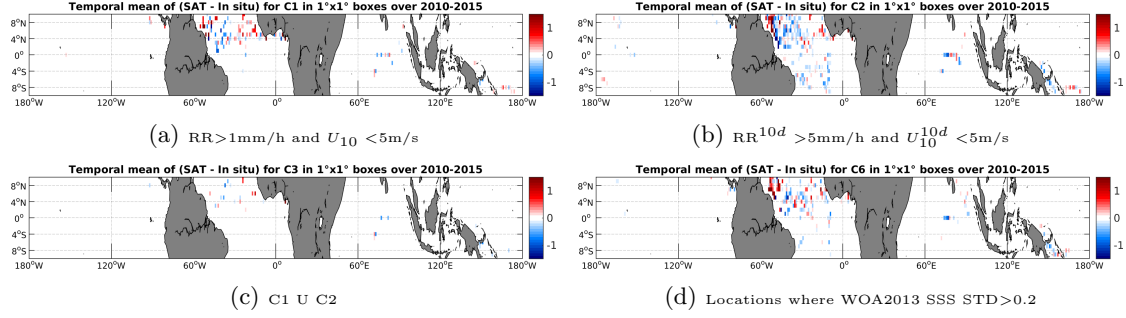 Temporal mean of (SAT - In situ) for C1 in 1°x1° boxes over 2010-2015
8°N
4°N
0°
4°S
8°S
180°W 120°W 60°W 0° 60°E 120°E 180°W
1
0
-1
(a) RR>1mm/h and U10 <5m/s
Temporal mean of (SAT - In situ) for C2 in 1°x1° boxes over 2010-2015
8°N
4°N
0°
4°S
8°S
180°W 120°W 60°W 0° 60°E 120°E 180°W
1
0
-1
(b) RR10d >5mm/h and U10d10 <5m/s
Temporal mean of (SAT - In situ) for C3 in 1°x1° boxes over 2010-2015
8°N
4°N
0°
4°S
8°S
180°W 120°W 60°W 0° 60°E 120°E 180°W
1
0
-1
(c) C1 U C2
Temporal mean of (SAT - In situ) for C6 in 1°x1° boxes over 2010-2015
8°N
4°N
0°
4°S
8°S
180°W 120°W 60°W 0° 60°E 120°E 180°W
1
0
-1
(d) Locations where WOA2013 SSS STD>0.2